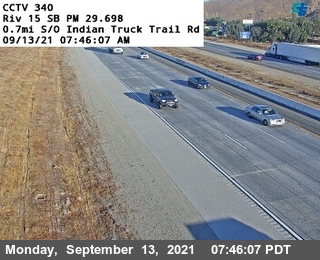 CCTV 340
Riv 15 SB PM 29.698
0.7mi S/O Indian Truck Trail Rd
09/13/21 07:46:07 AM
Monday, September 13, 2021 07:46:07 PDT